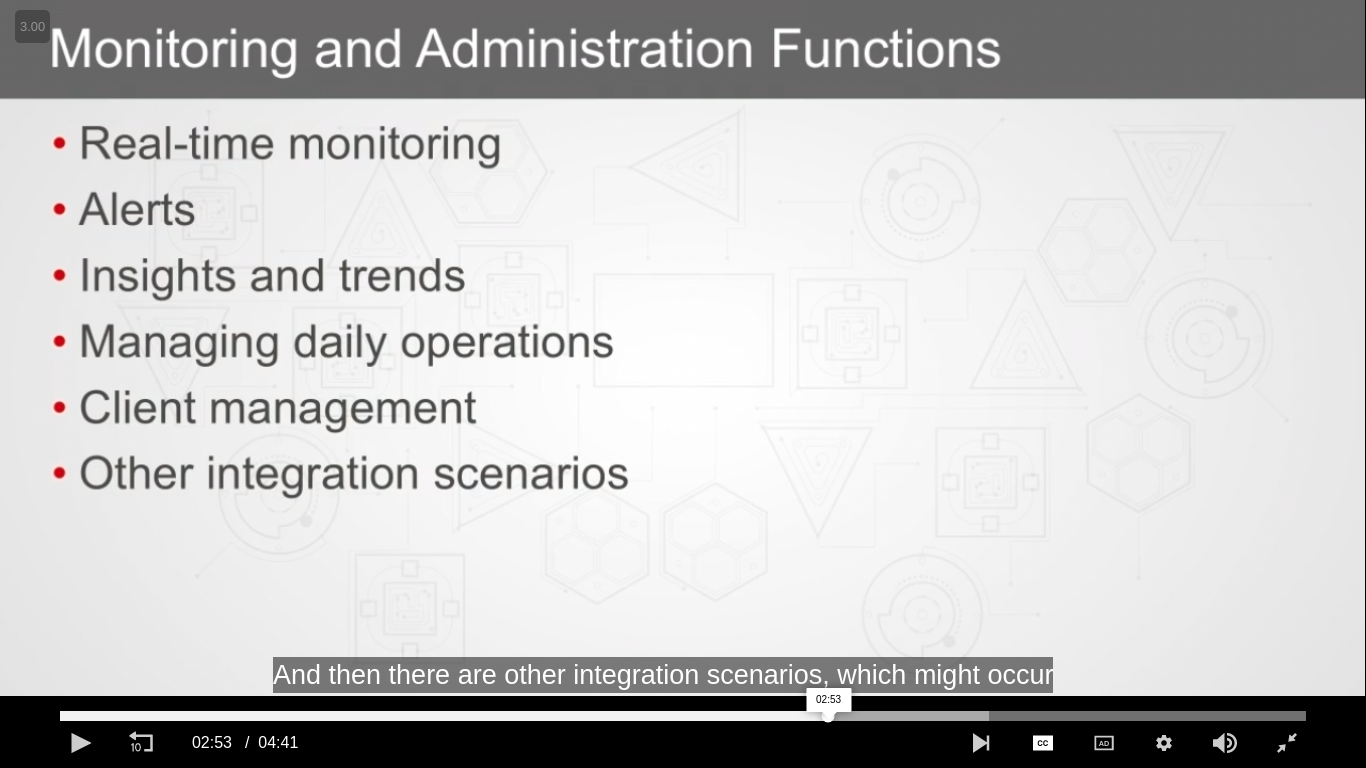 3.00
Monitoring and Administration Functions
• Real-time monitoring
• Alerts
• Insights and trends
• Managing daily operations
• Client management
• Other integration scenarios
And then there are other integration scenarios, which might occur
02:53
10
02:53 / 04:41
CC
AD